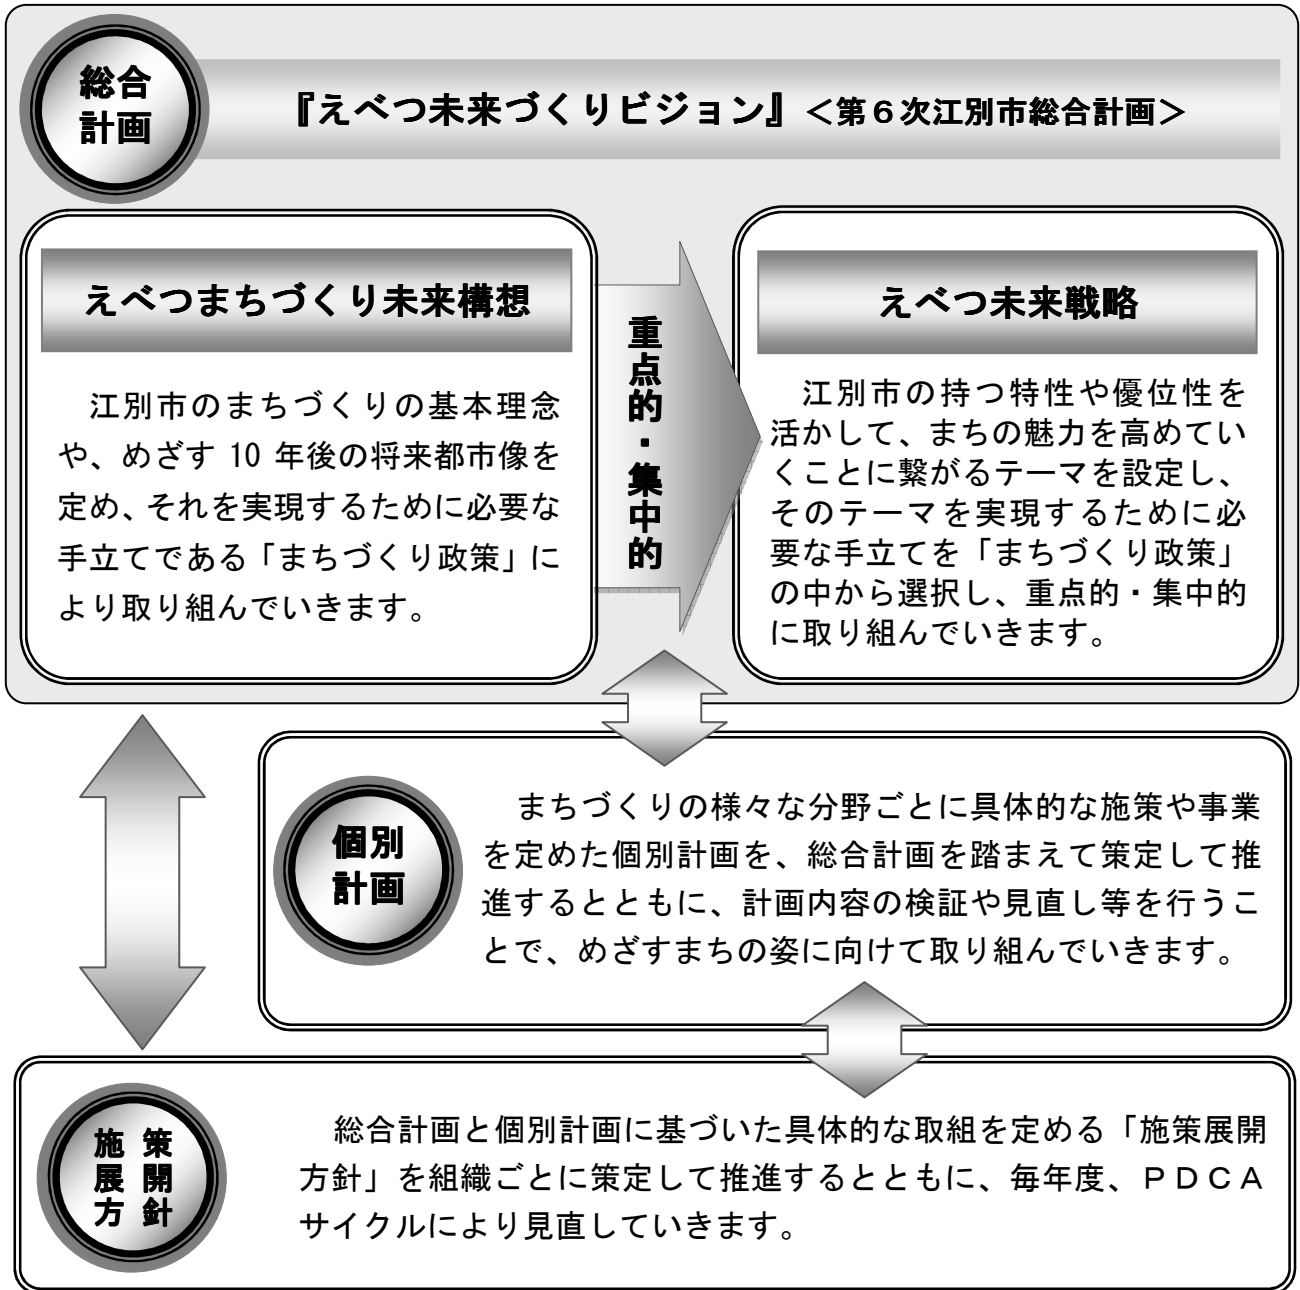 総合
計画
『えべつ未来づくりビジョン』＜第６次江別市総合計画＞
えべつまちづくり未来構想
江別市のまちづくりの基本理念
や、めざす 10 年後の将来都市像を
定め、それを実現するために必要な
手立てである「まちづくり政策」に
より取り組んでいきます。
重点的・集中的
えべつ未来戦略
江別市の持つ特性や優位性を
活かして、まちの魅力を高めてい
くことに繋がるテーマを設定し、
そのテーマを実現するために必
要な手立てを「まちづくり政策」
の中から選択し、重点的・集中的
に取り組んでいきます。
個別
計画
まちづくりの様々な分野ごとに具体的な施策や事業
を定めた個別計画を、総合計画を踏まえて策定して推
進するとともに、計画内容の検証や見直し等を行うこ
とで、めざすまちの姿に向けて取り組んでいきます。
施策
展開
方針
総合計画と個別計画に基づいた具体的な取組を定める「施策展開
方針」を組織ごとに策定して推進するとともに、毎年度、ＰＤＣＡ
サイクルにより見直していきます。